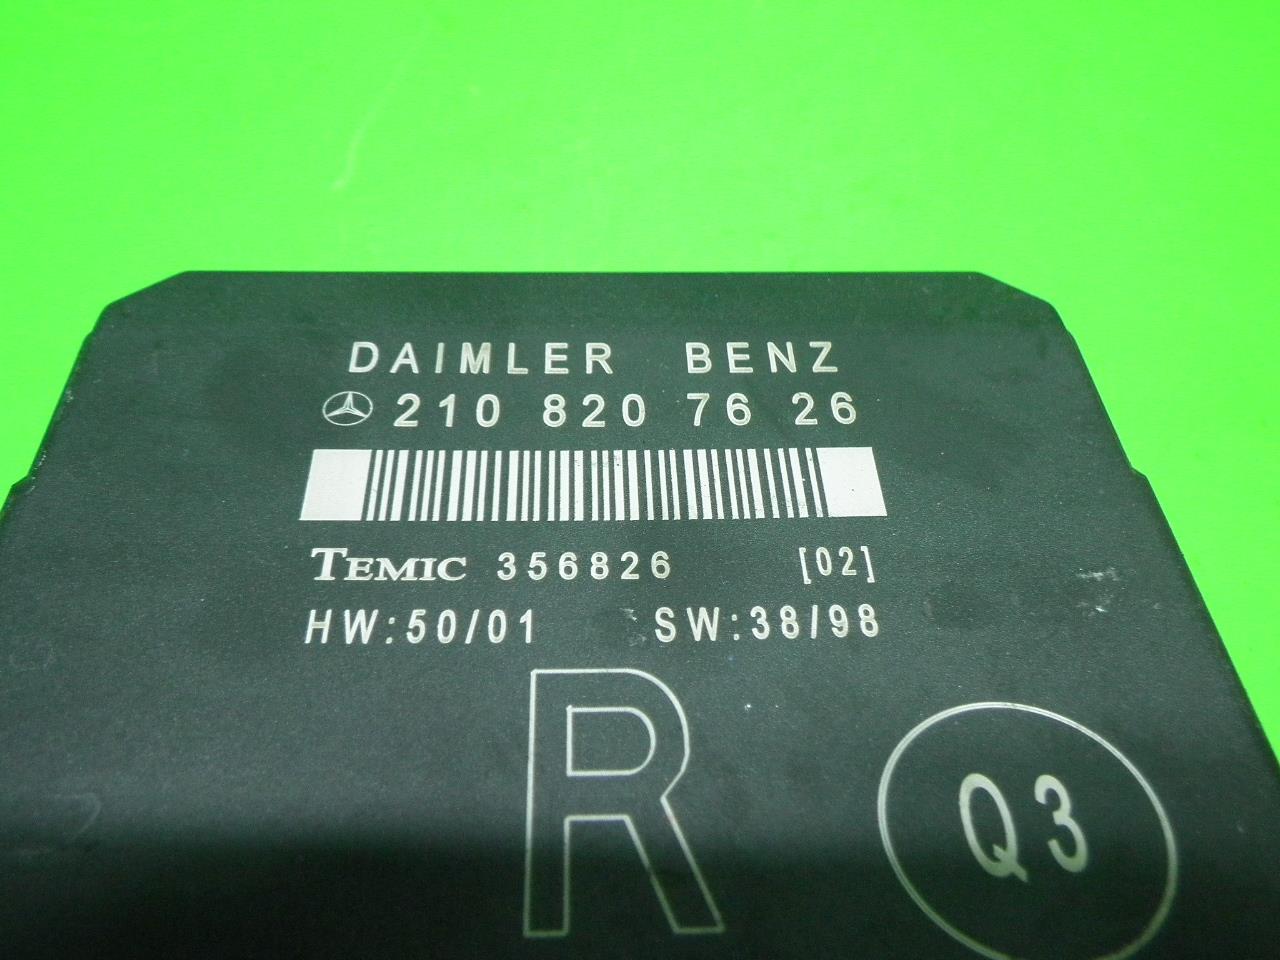 DAIMLER BENZ
210 820 76 26
TEMIC 356826 [02]
HW:50/01 SW:38/98
R
Q3